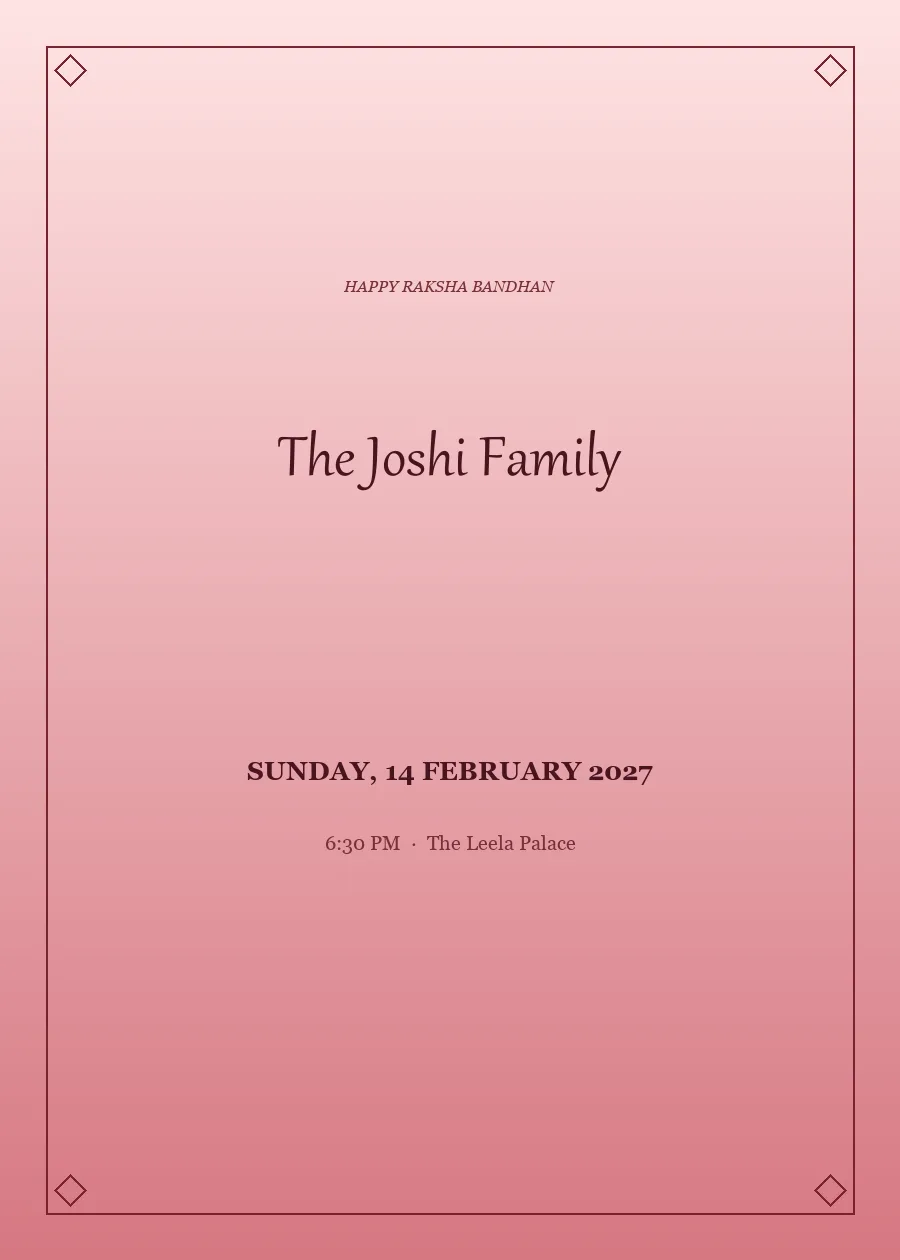 HAPPY RAKSHA BANDHAN
The Joshi Family
SUNDAY, 14 FEBRUARY 2027
6:30 PM · The Leela Palace